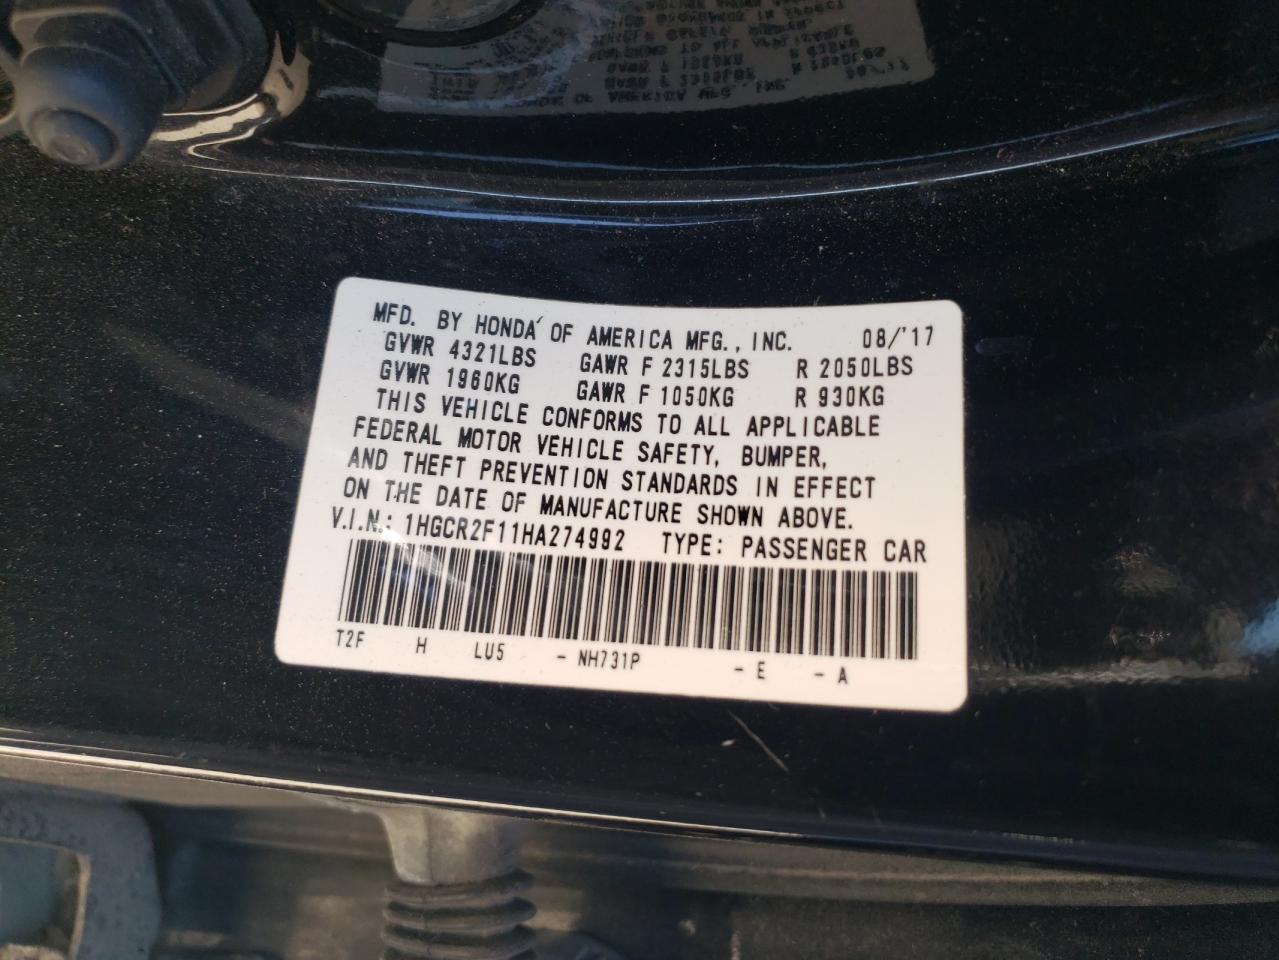 MFD. BY HONDA OF AMERICA MFG., INC. 08/'17
GVWR 4321LBS GAWR F 2315LBS R 2050LBS
GVWR 1960KG GAWR F 1050KG R 930KG
THIS VEHICLE CONFORMS TO ALL APPLICABLE
FEDERAL MOTOR VEHICLE SAFETY, BUMPER,
AND THEFT PREVENTION STANDARDS IN EFFECT
ON THE DATE OF MANUFACTURE SHOWN ABOVE.
V.I.N.: 1HGCR2F11HA274992 TYPE: PASSENGER CAR
T2F H LU5 - NH731P - E - A